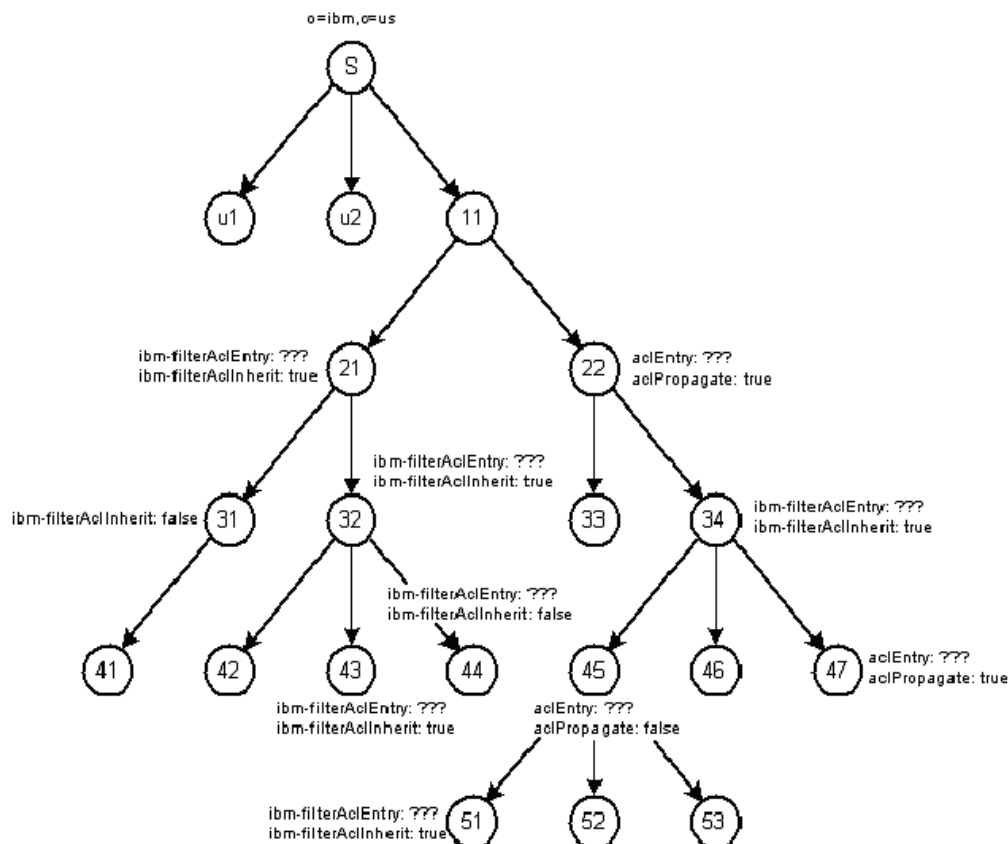 o=ibm,c=us
S
u1
u2
11
ibm-filterAclEntry: ???
ibm-filterAclInherit: true
21
22
aclEntry: ???
aclPropagate: true
ibm-filterAclEntry: ???
ibm-filterAclInherit: true
ibm-filterAclInherit: false
31
32
33
34
ibm-filterAclEntry: ???
ibm-filterAclInherit: true
ibm-filterAclEntry: ???
ibm-filterAclInherit: false
41
42
43
44
45
46
47
aclEntry: ???
aclPropagate: true
ibm-filterAclEntry: ???
ibm-filterAclInherit: true
aclEntry: ???
aclPropagate: false
ibm-filterAclEntry: ???
ibm-filterAclInherit: true
51
52
53